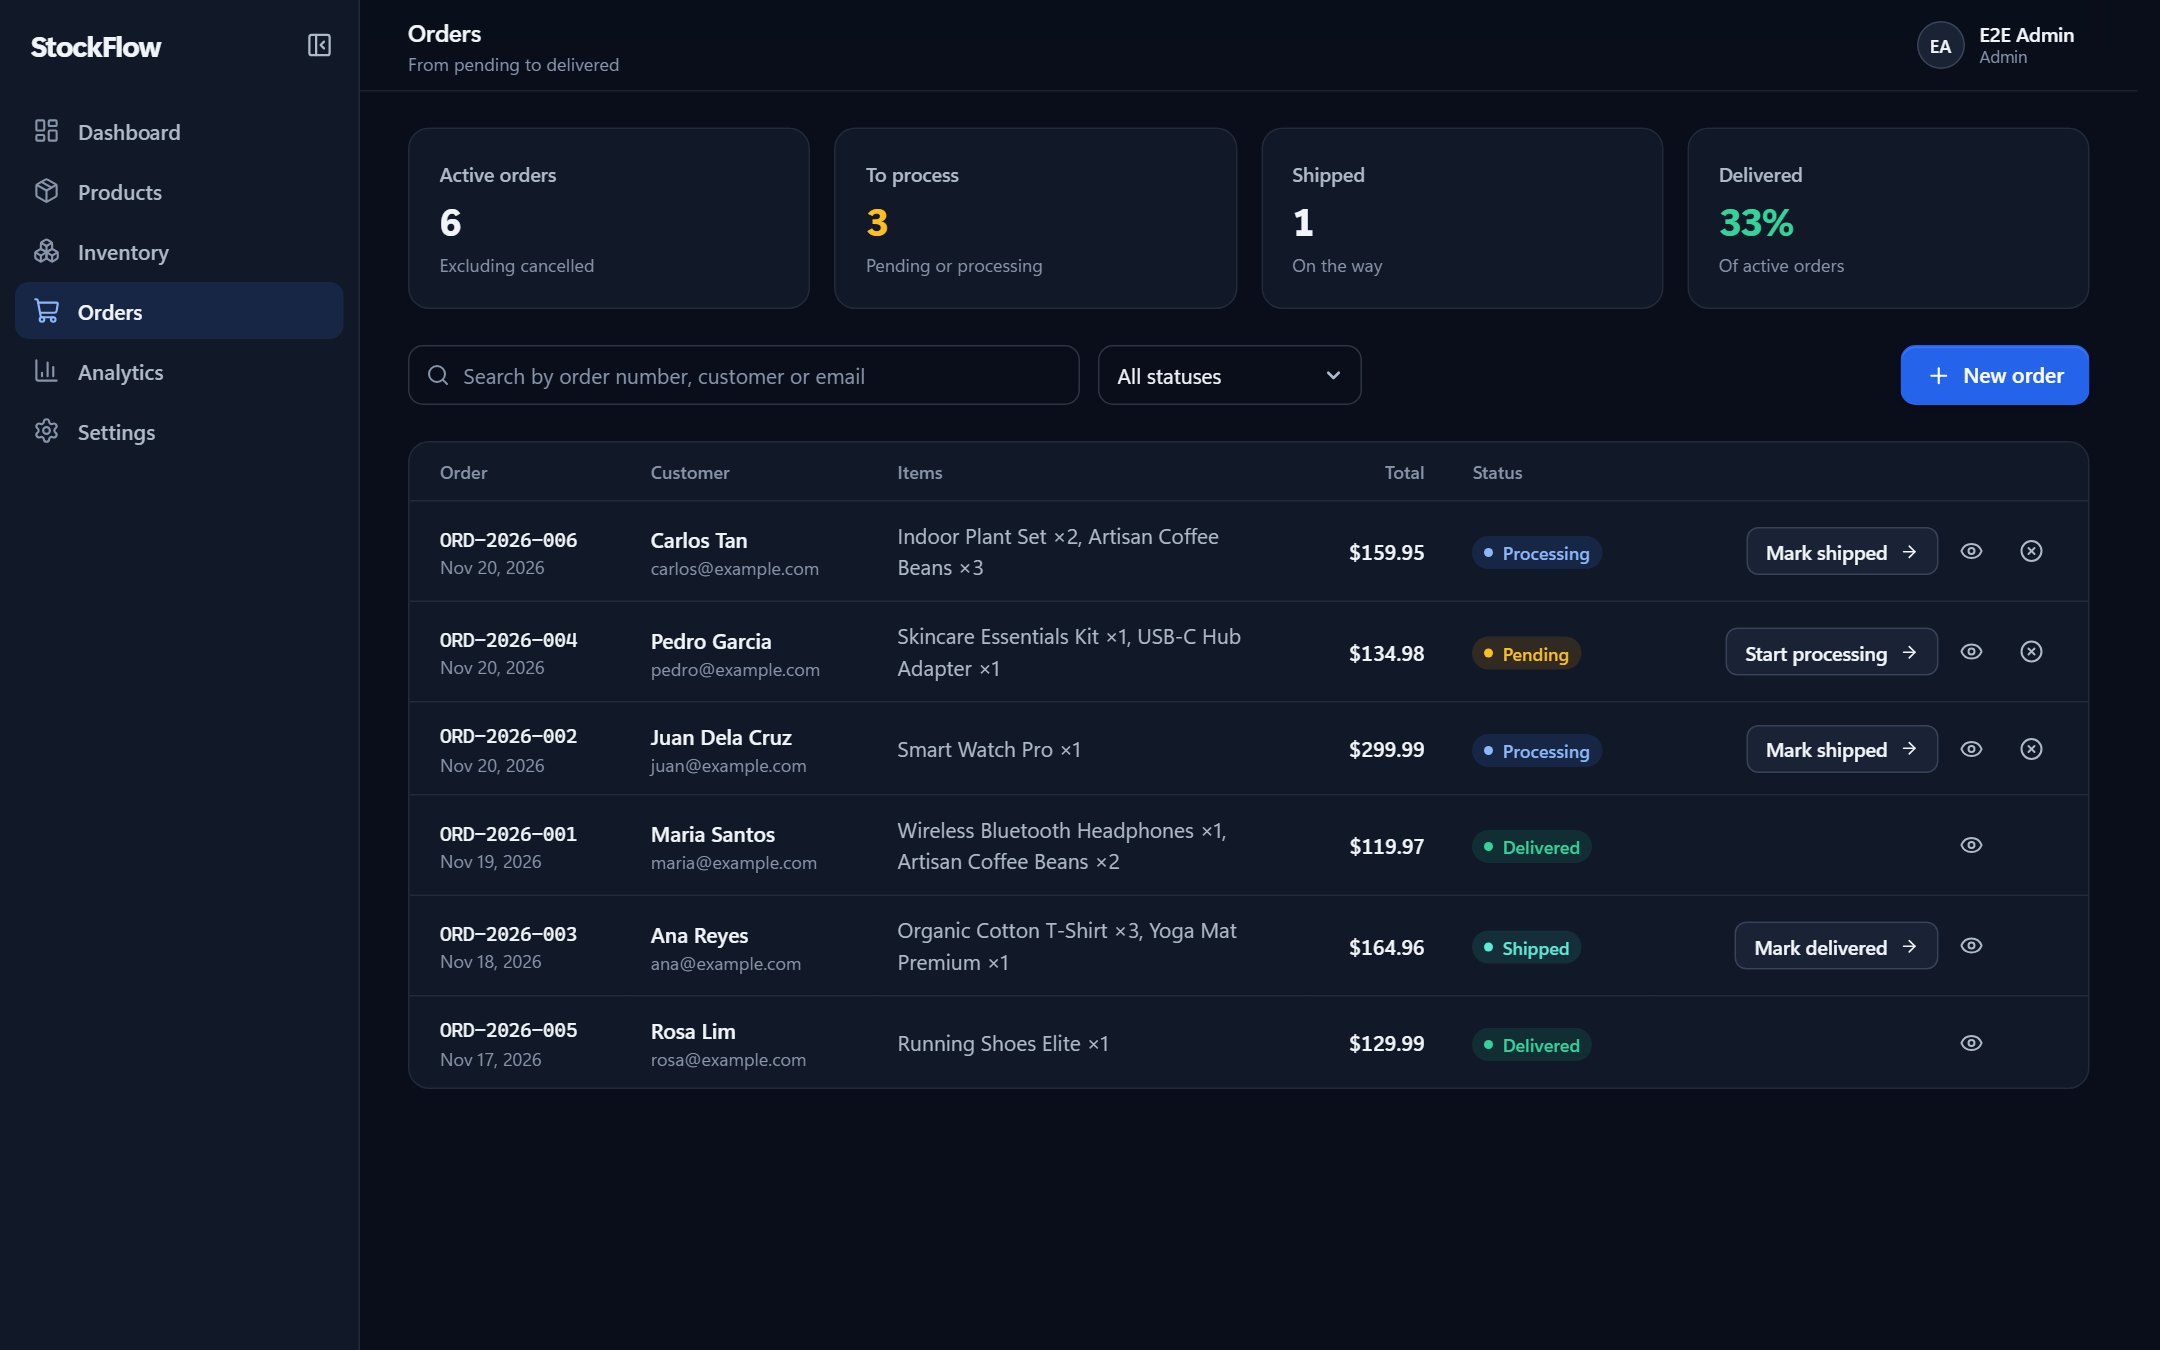 StockFlow
Dashboard
Products
Inventory
Orders
Analytics
Settings
Orders
From pending to delivered
EA
E2E Admin
Admin
Active orders
6
Excluding cancelled
To process
3
Pending or processing
Shipped
1
On the way
Delivered
33%
Of active orders
Search by order number, customer or email
All statuses
New order
Order Customer Items Total Status
ORD-2026-006
Nov 20, 2026
Carlos Tan
carlos@example.com
Indoor Plant Set ×2, Artisan Coffee
Beans ×3
$159.95
Processing
Mark shipped →
ORD-2026-004
Nov 20, 2026
Pedro Garcia
pedro@example.com
Skincare Essentials Kit ×1, USB-C Hub
Adapter ×1
$134.98
Pending
Start processing →
ORD-2026-002
Nov 20, 2026
Juan Dela Cruz
juan@example.com
Smart Watch Pro ×1
$299.99
Processing
Mark shipped →
ORD-2026-001
Nov 19, 2026
Maria Santos
maria@example.com
Wireless Bluetooth Headphones ×1,
Artisan Coffee Beans ×2
$119.97
Delivered
ORD-2026-003
Nov 18, 2026
Ana Reyes
ana@example.com
Organic Cotton T-Shirt ×3, Yoga Mat
Premium ×1
$164.96
Shipped
Mark delivered →
ORD-2026-005
Nov 17, 2026
Rosa Lim
rosa@example.com
Running Shoes Elite ×1
$129.99
Delivered